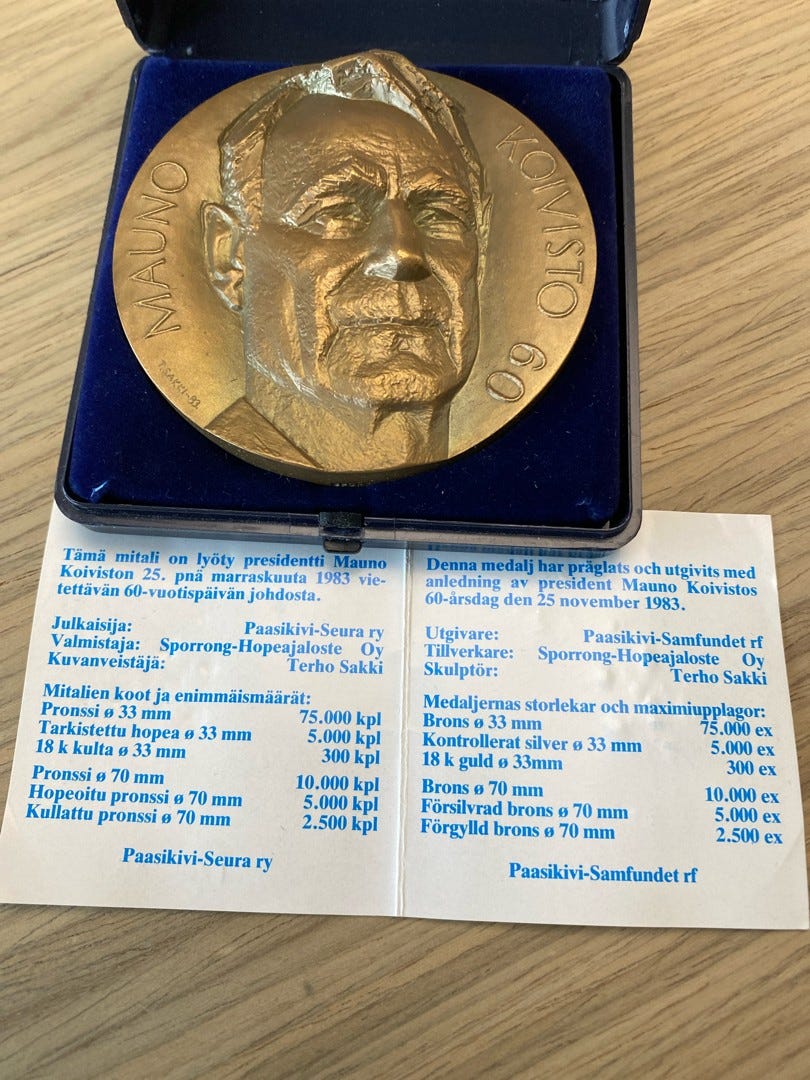 MAUNO
KOIVISTO 60
T.SAKKI-83
Tämä mitali on lyöty presidentti Mauno
Koiviston 25. pnä marraskuuta 1983 vie-
tettävän 60-vuotispäivän johdosta.
Julkaisija: Paasikivi-Seura ry
Valmistaja: Sporrong-Hopeajaloste Oy
Kuvanveistäjä: Terho Sakki
Mitalien koot ja enimmäismäärät:
Pronssi ø 33 mm 75.000 kpl
Tarkistettu hopea ø 33 mm 5.000 kpl
18 k kulta ø 33 mm 300 kpl
Pronssi ø 70 mm 10.000 kpl
Hopeoitu pronssi ø 70 mm 5.000 kpl
Kullattu pronssi ø 70 mm 2.500 kpl
Paasikivi-Seura ry
Denna medalj har präglats och utgivits med
anledning av president Mauno Koivistos
60-årsdag den 25 november 1983.
Utgivare: Paasikivi-Samfundet rf
Tillverkare: Sporrong-Hopeajaloste Oy
Skulptör: Terho Sakki
Medaljernas storlekar och maximiupplagor:
Brons ø 33 mm 75.000 ex
Kontrollerat silver ø 33 mm 5.000 ex
18 k guld ø 33mm 300 ex
Brons ø 70 mm 10.000 ex
Försilvrad brons ø 70 mm 5.000 ex
Förgylld brons ø 70 mm 2.500 ex
Paasikivi-Samfundet rf